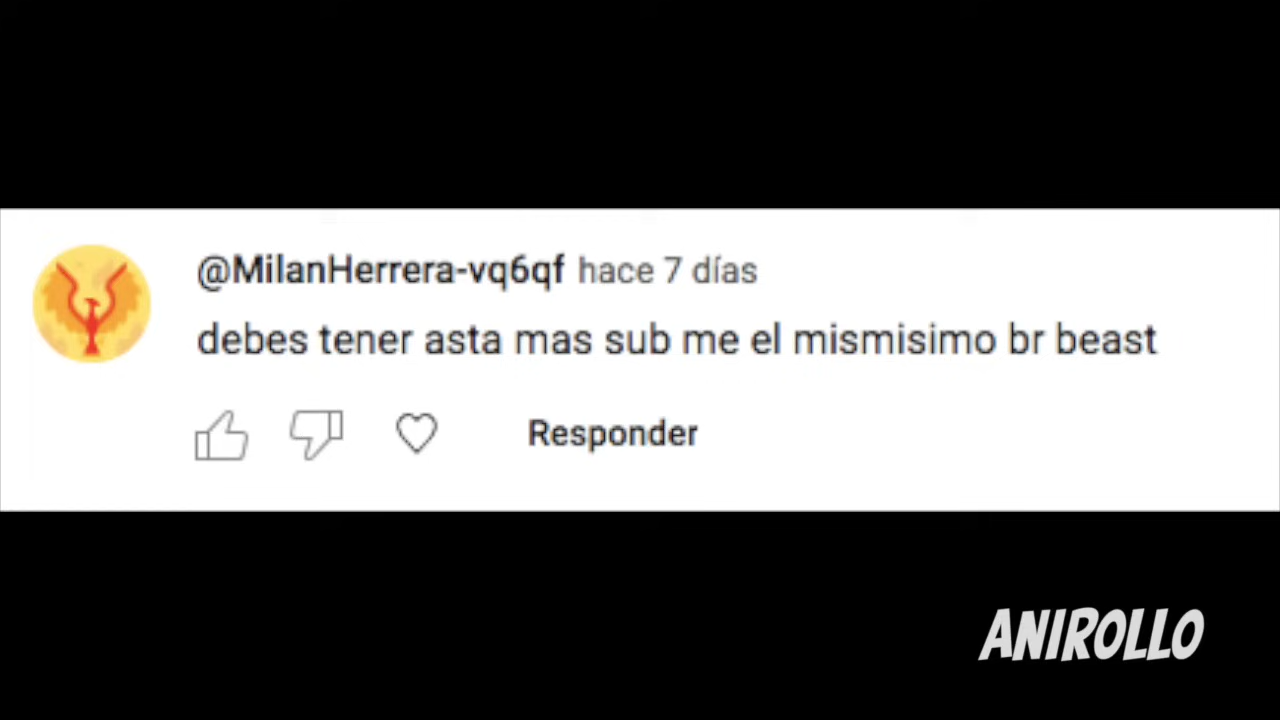 @MilanHerrera-vq6qf hace 7 días
debes tener asta mas sub me el mismisimo br beast
Responder
ANIROLLO